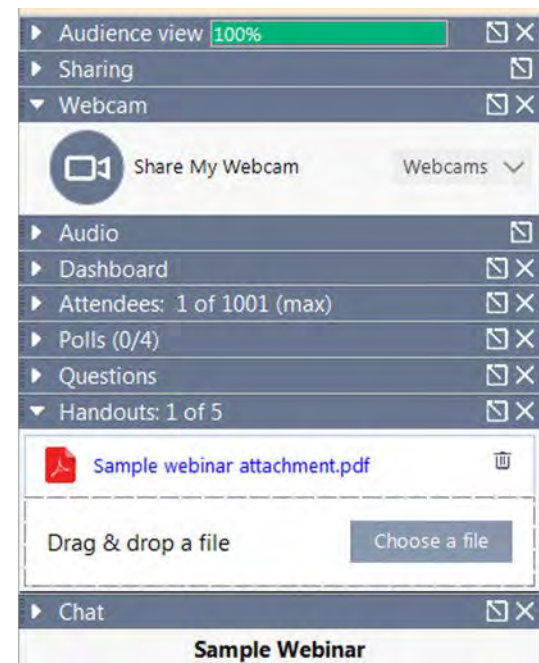 Audience view 100%
Sharing
Webcam
Share My Webcam Webcams
Audio
Dashboard
Attendees: 1 of 1001 (max)
Polls (0/4)
Questions
Handouts: 1 of 5
Sample webinar attachment.pdf
Drag & drop a file Choose a file
Chat
Sample Webinar